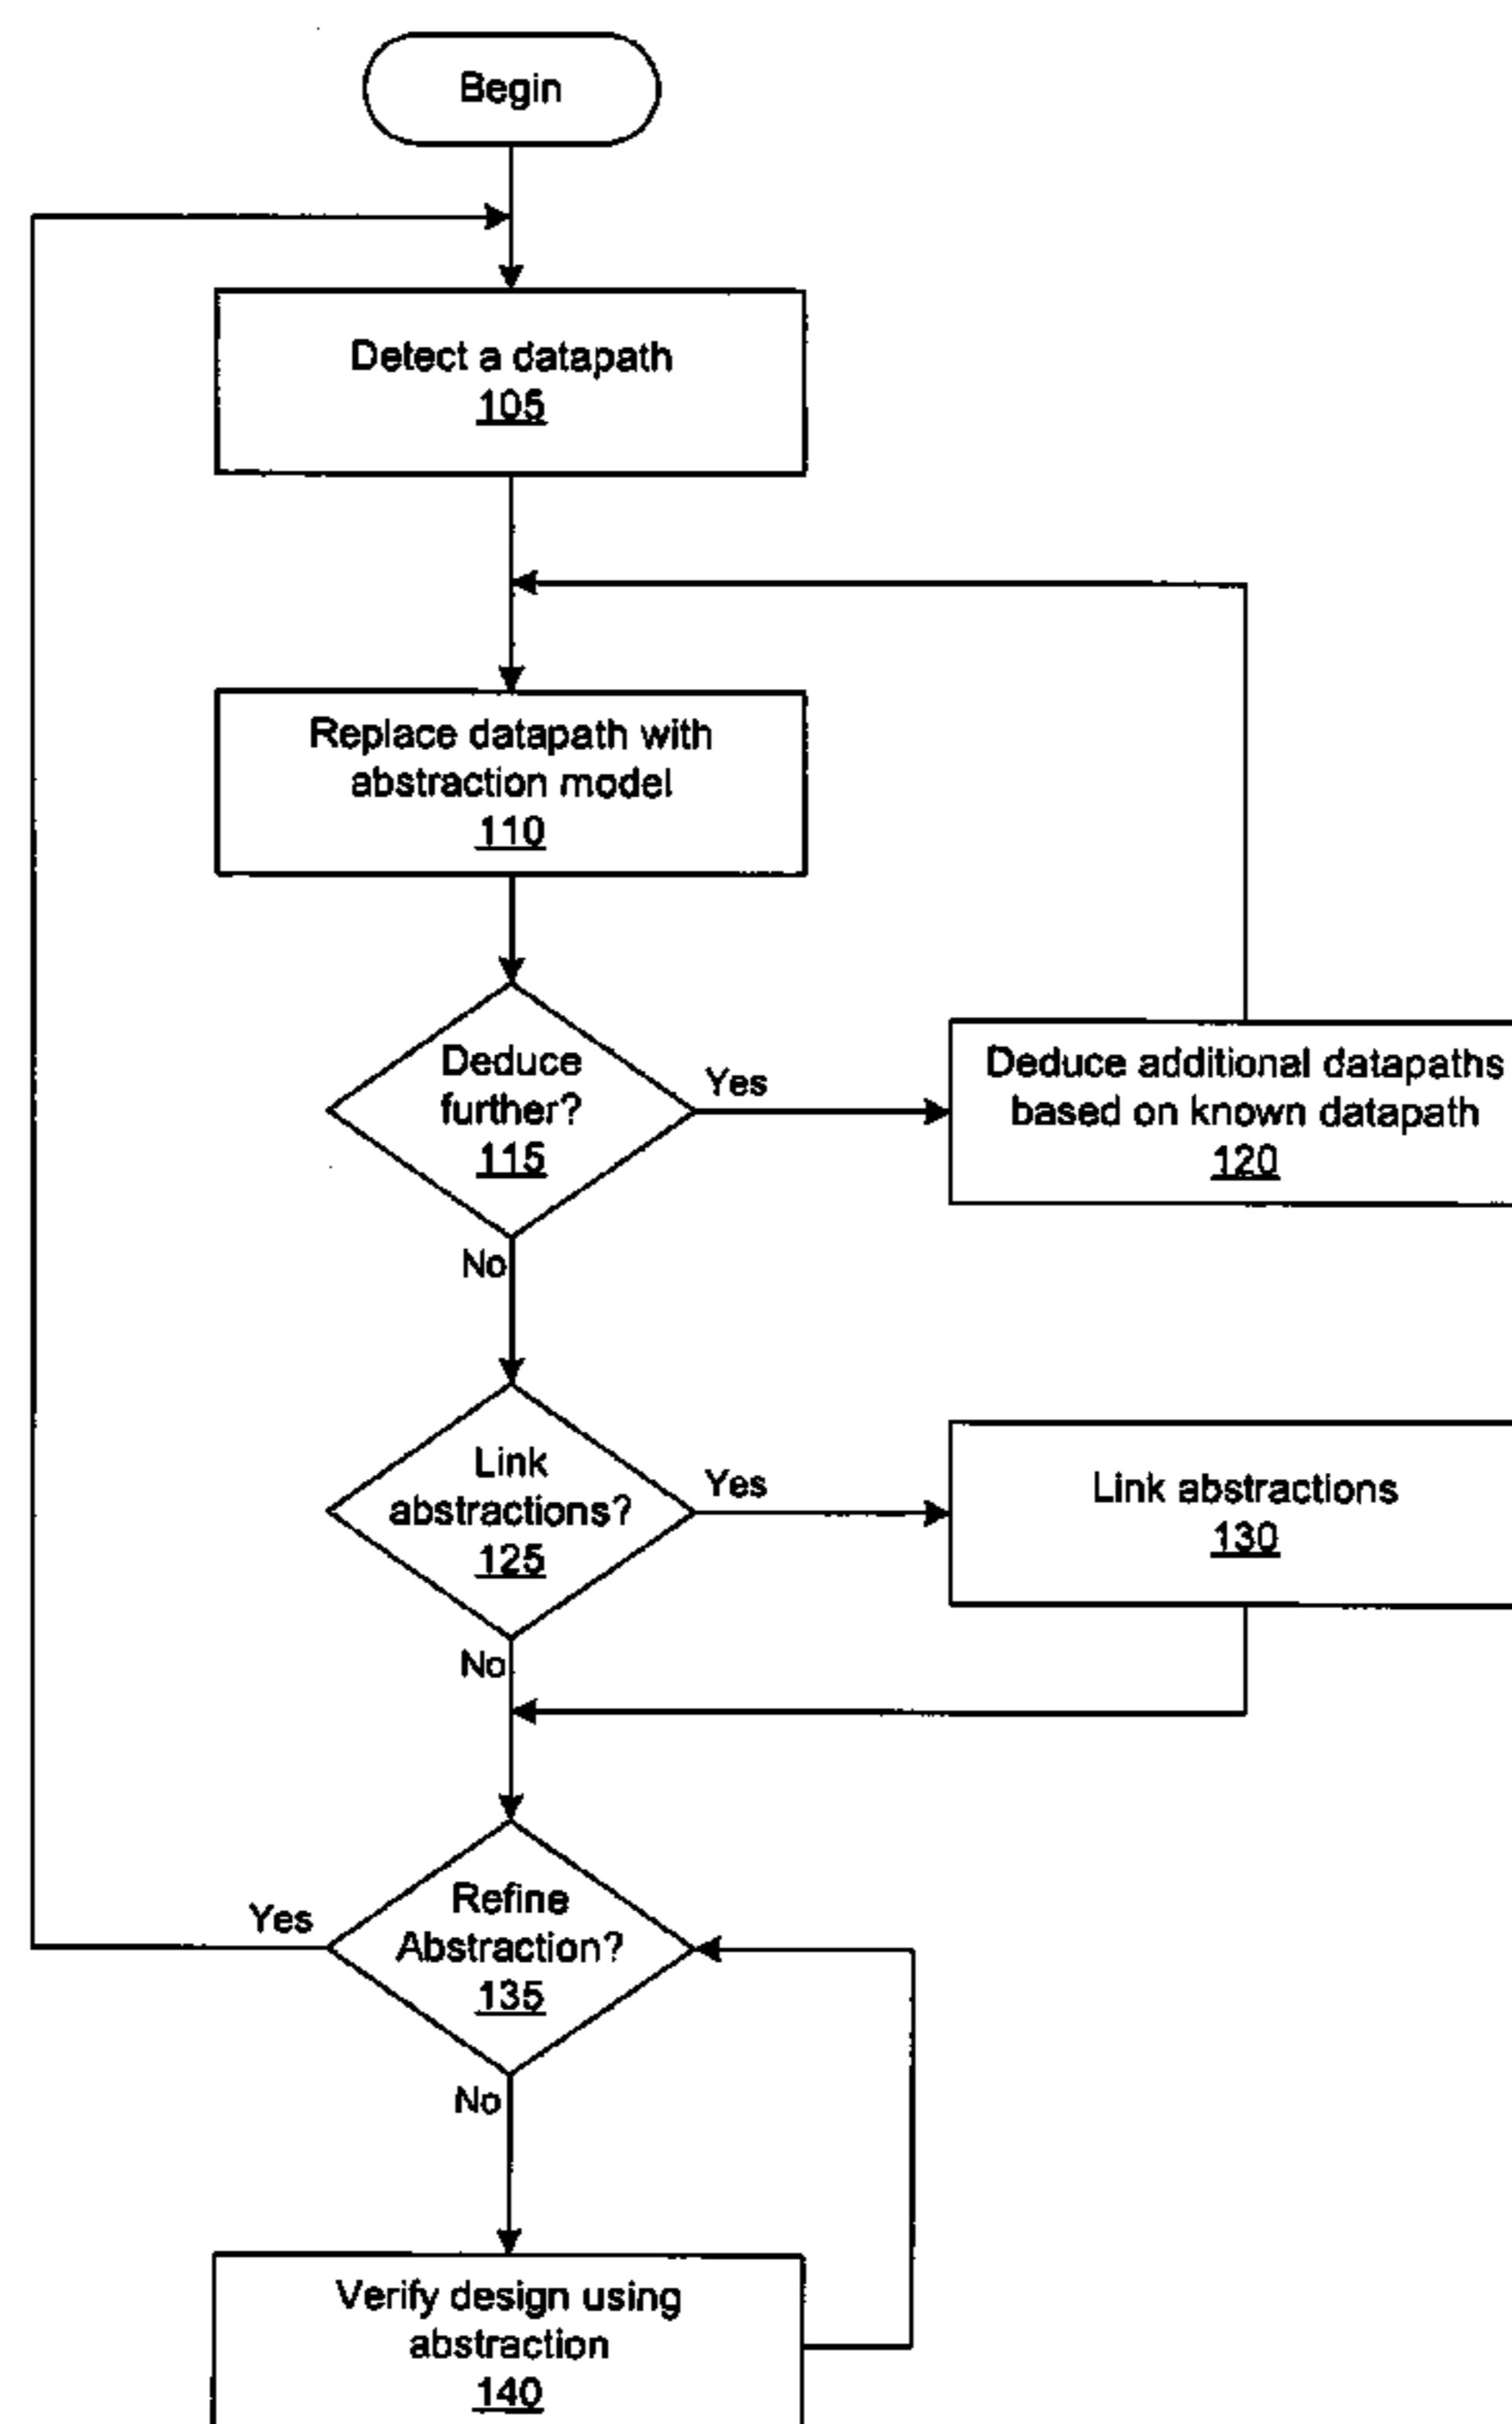 Begin
Detect a datapath
105
Replace datapath with
abstraction model
110
Deduce
further?
115
Yes
Deduce additional datapaths
based on known datapath
120
No
Link
abstractions?
125
Yes
Link abstractions
130
No
Refine
Abstraction?
135
Yes
No
Verify design using
abstraction
140